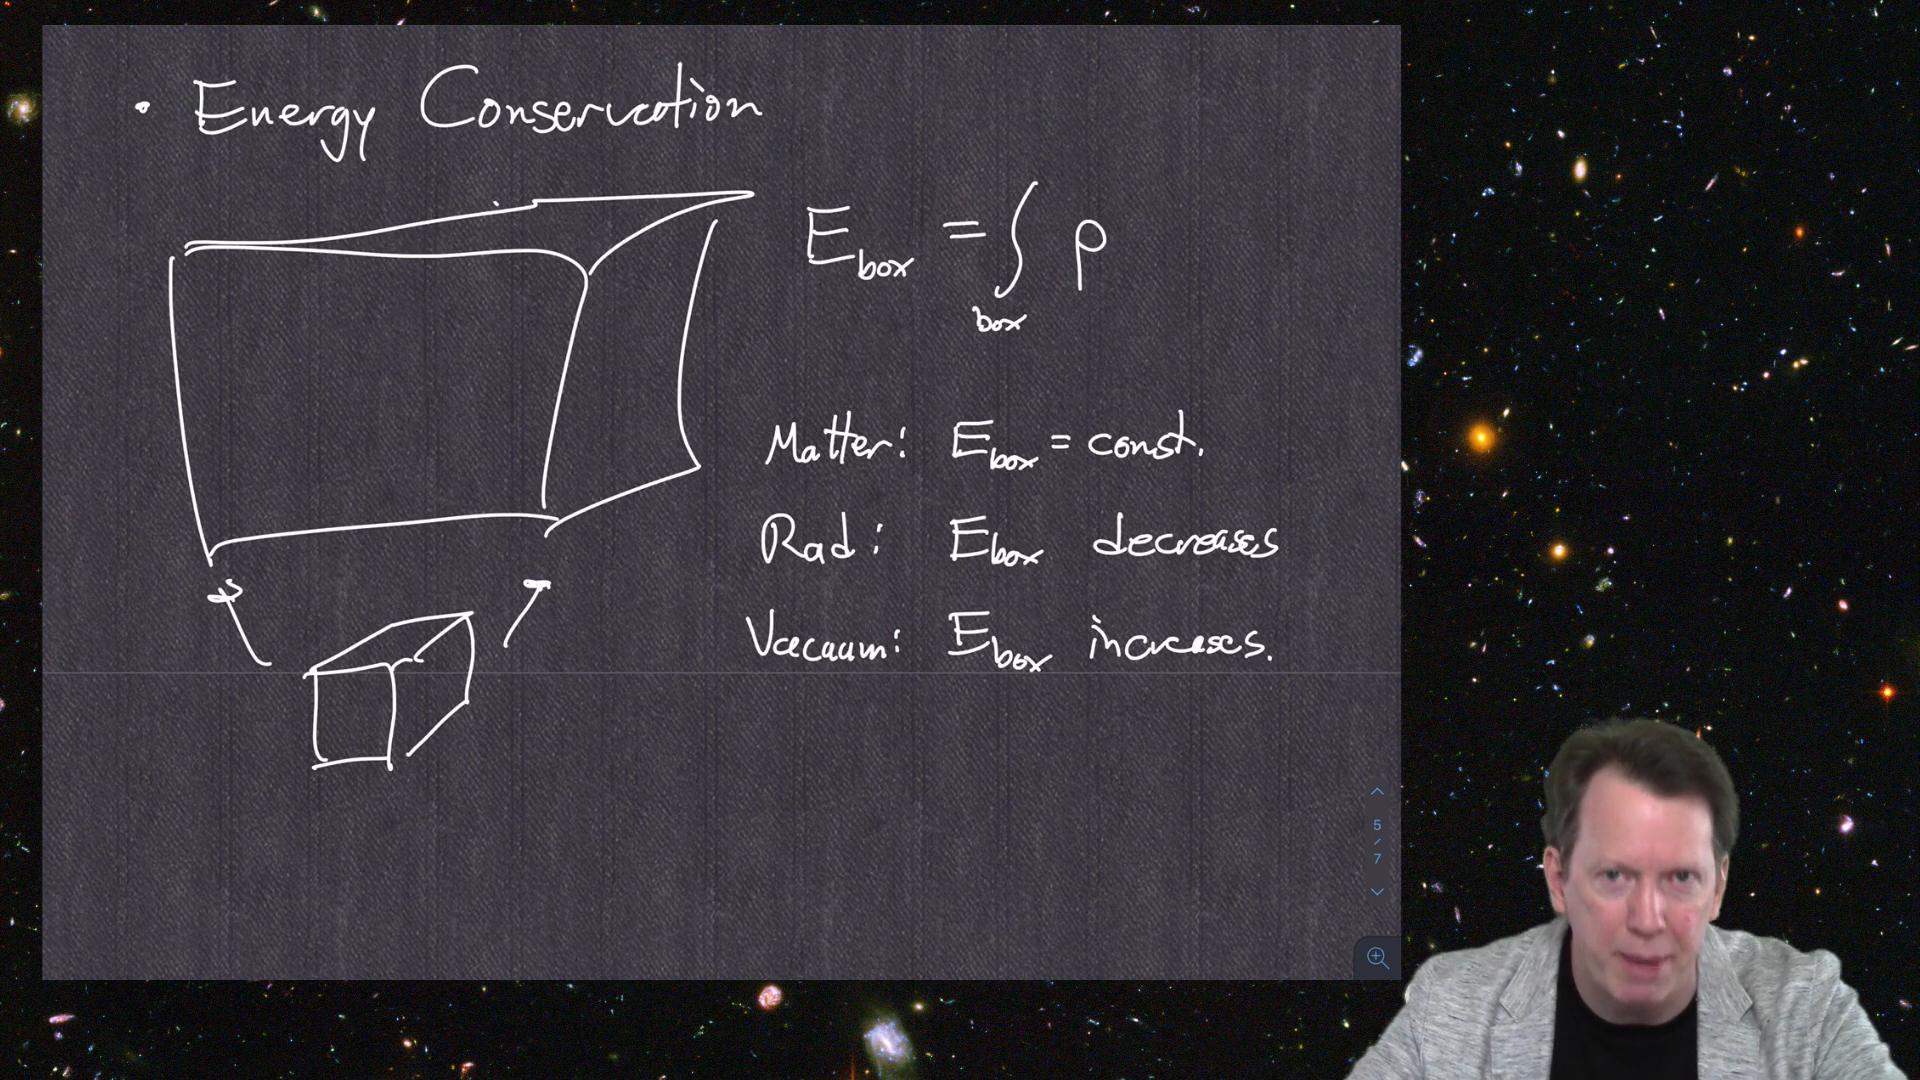 • Energy Conservation
E_box = ∫_box ρ
Matter: E_box = const.
Rad: E_box decreases
Vacuum: E_box increases.
5
/
7